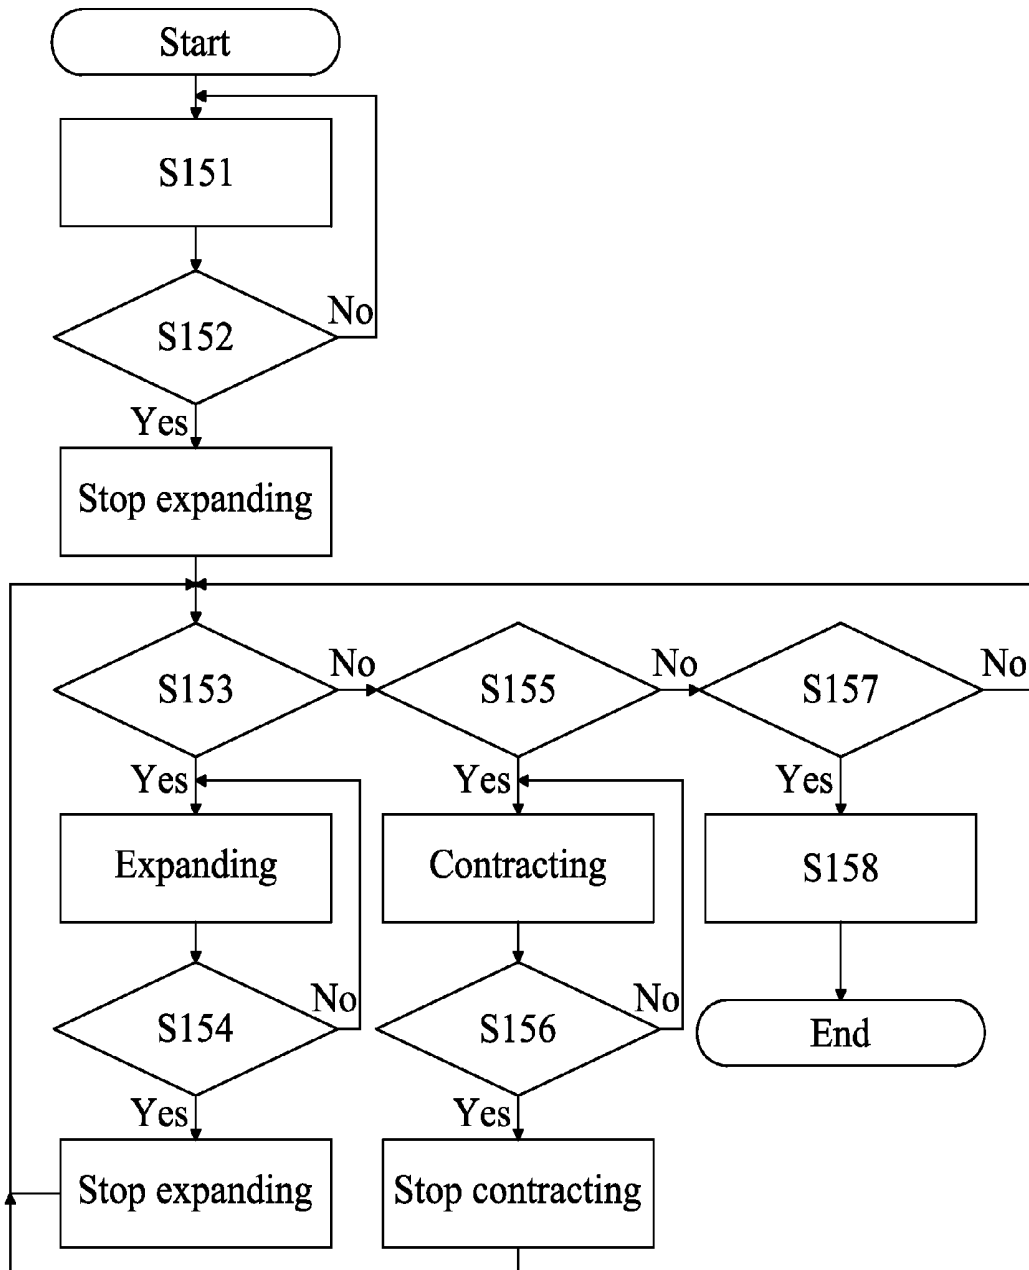 Start
S151
S152
No
Yes
Stop expanding
S153
No
S155
No
S157
No
Yes
Yes
Yes
Expanding
Contracting
S158
S154
No
S156
No
End
Yes
Yes
Stop expanding
Stop contracting